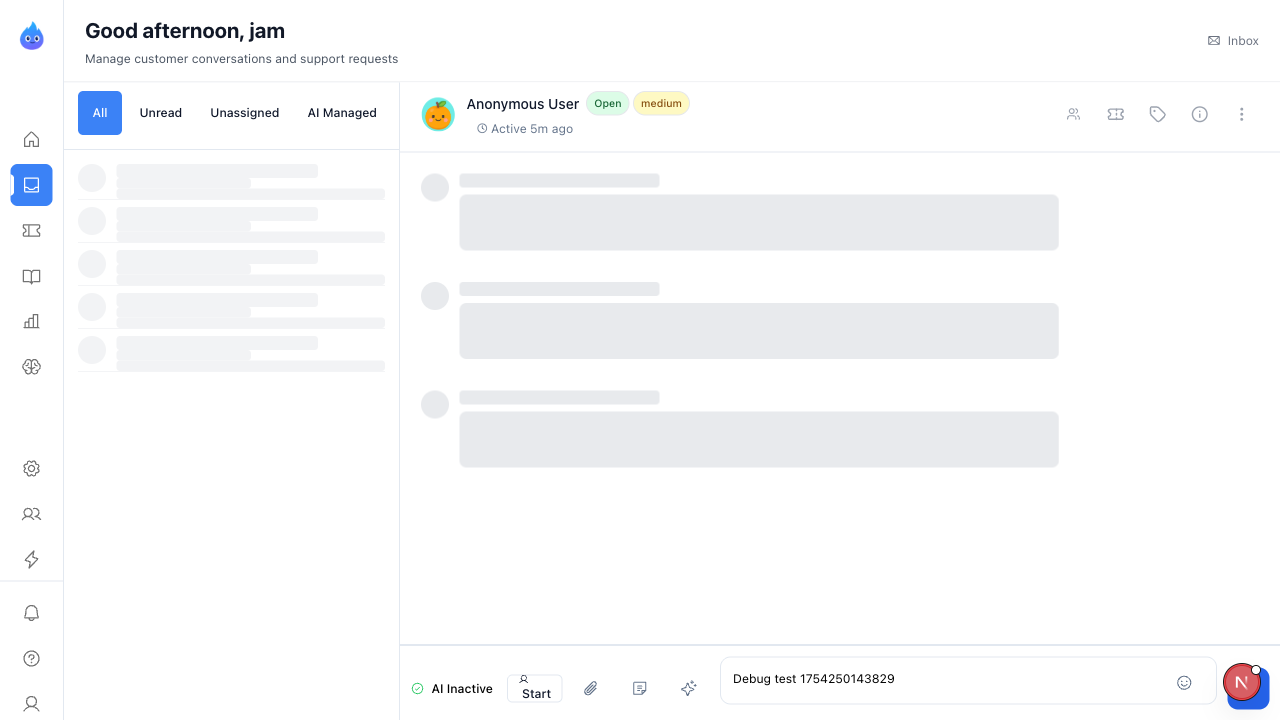 Good afternoon, jam
Manage customer conversations and support requests
Inbox
All
Unread
Unassigned
AI Managed
Anonymous User
Open
medium
Active 5m ago
AI Inactive
Start
Debug test 1754250143829
N